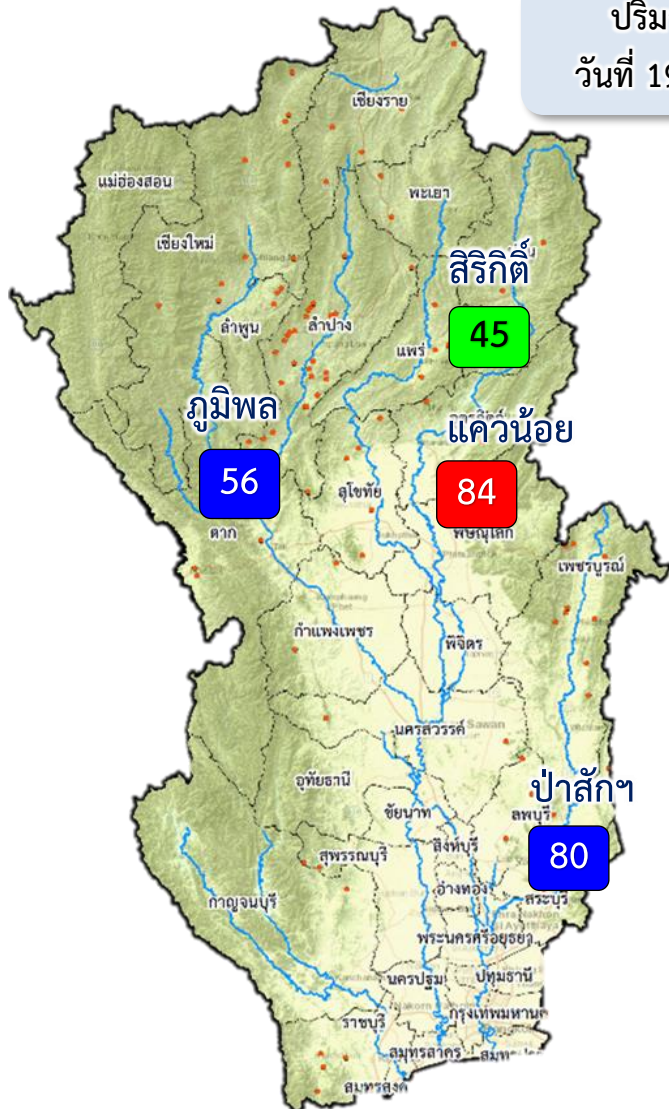 ปริม
วันที่ 19
เชียงราย
แม่ฮ่องสอน
พะเยา
เชียงใหม่
สิริกิติ์
45
ลำพูน
ลำปาง
แพร่
ภูมิพล
56
แควน้อย
84
สุโขทัย
ตาก
พิษณุโลก
เพชรบูรณ์
กำแพงเพชร
พิจิตร
นครสวรรค์
Sawan
อุทัยธานี
ป่าสักฯ
80
ชัยนาท
ลพบุรี
สิงห์บุรี
สุพรรณบุรี
อ่างทอง
สระบุรี
กาญจนบุรี
พระนครศรีอยุธยา
นครปฐม
ปทุมธานี
ราชบุรี
กรุงเทพมหานค
สมุทรสาคร
สมุทรสงค